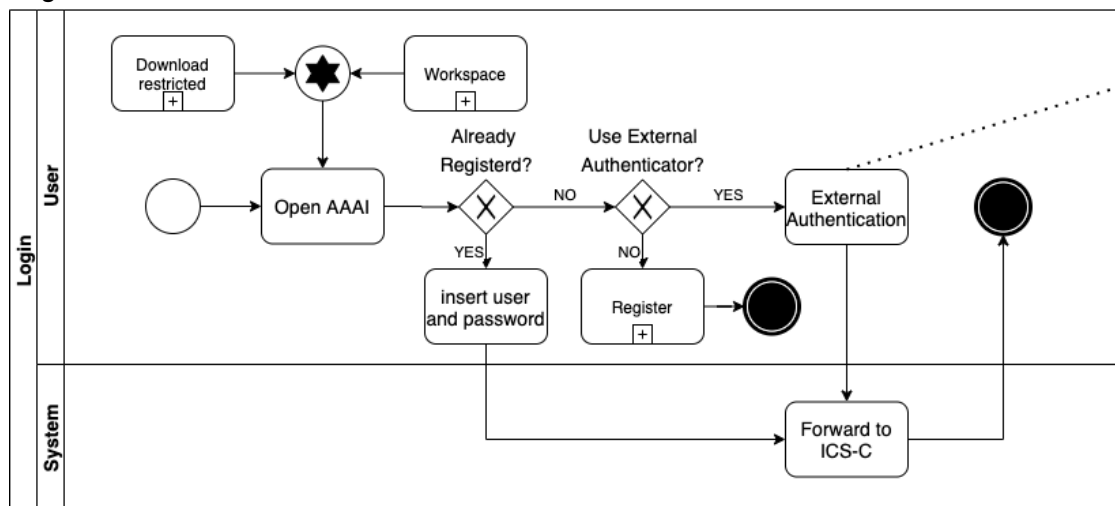 Login
User
System
Download
restricted
+
Workspace
+
Already
Registerd?
Use External
Authenticator?
Open AAAI
X
NO
X
YES
External
Authentication
YES
NO
insert user
and password
Register
+
Forward to
ICS-C